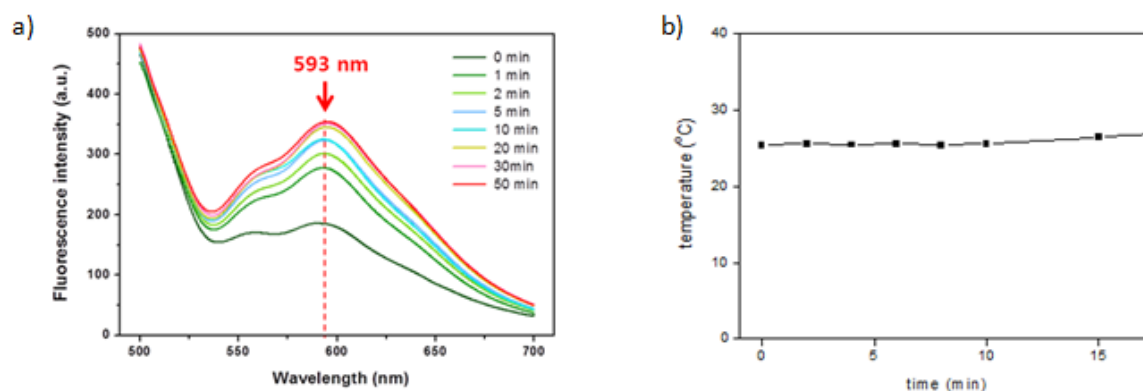 a)
Fluorescence intensity (a.u.)
500
400
300
200
100
0
593 nm
0 min
1 min
2 min
5 min
10 min
20 min
30min
50 min
500
550
600
650
700
Wavelength (nm)
b)
temperature (°C)
40
30
20
10
0
0
5
10
15
time (min)